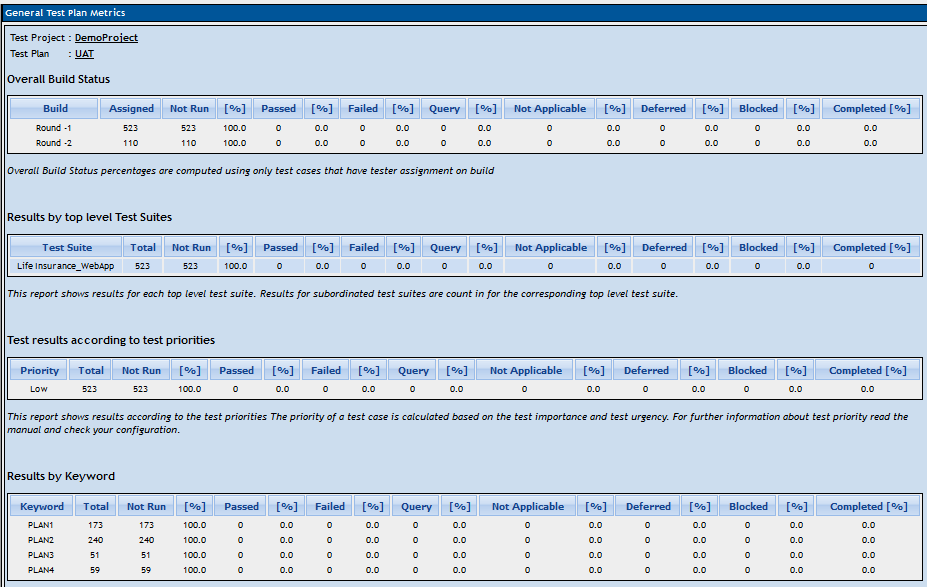 General Test Plan Metrics
Test Project : DemoProject
Test Plan : UAT
Overall Build Status
Build Assigned Not Run [%] Passed [%] Failed [%] Query [%] Not Applicable [%] Deferred [%] Blocked [%] Completed [%]
Round -1 523 523 100.0 0 0.0 0 0.0 0 0.0 0 0.0 0 0.0 0 0.0 0.0
Round -2 110 110 100.0 0 0.0 0 0.0 0 0.0 0 0.0 0 0.0 0 0.0 0.0
Overall Build Status percentages are computed using only test cases that have tester assignment on build
Results by top level Test Suites
Test Suite Total Not Run [%] Passed [%] Failed [%] Query [%] Not Applicable [%] Deferred [%] Blocked [%] Completed [%]
Life Insurance_WebApp 523 523 100.0 0 0.0 0 0.0 0 0.0 0 0.0 0 0.0 0 0.0 0
This report shows results for each top level test suite. Results for subordinated test suites are count in for the corresponding top level test suite.
Test results according to test priorities
Priority Total Not Run [%] Passed [%] Failed [%] Query [%] Not Applicable [%] Deferred [%] Blocked [%] Completed [%]
Low 523 523 100.0 0 0.0 0 0.0 0 0.0 0 0.0 0 0.0 0 0.0 0.0
This report shows results according to the test priorities The priority of a test case is calculated based on the test importance and test urgency. For further information about test priority read the
manual and check your configuration.
Results by Keyword
Keyword Total Not Run [%] Passed [%] Failed [%] Query [%] Not Applicable [%] Deferred [%] Blocked [%] Completed [%]
PLAN1 173 173 100.0 0 0.0 0 0.0 0 0.0 0 0.0 0 0.0 0 0.0 0.0
PLAN2 240 240 100.0 0 0.0 0 0.0 0 0.0 0 0.0 0 0.0 0 0.0 0.0
PLAN3 51 51 100.0 0 0.0 0 0.0 0 0.0 0 0.0 0 0.0 0 0.0 0.0
PLAN4 59 59 100.0 0 0.0 0 0.0 0 0.0 0 0.0 0 0.0 0 0.0 0.0